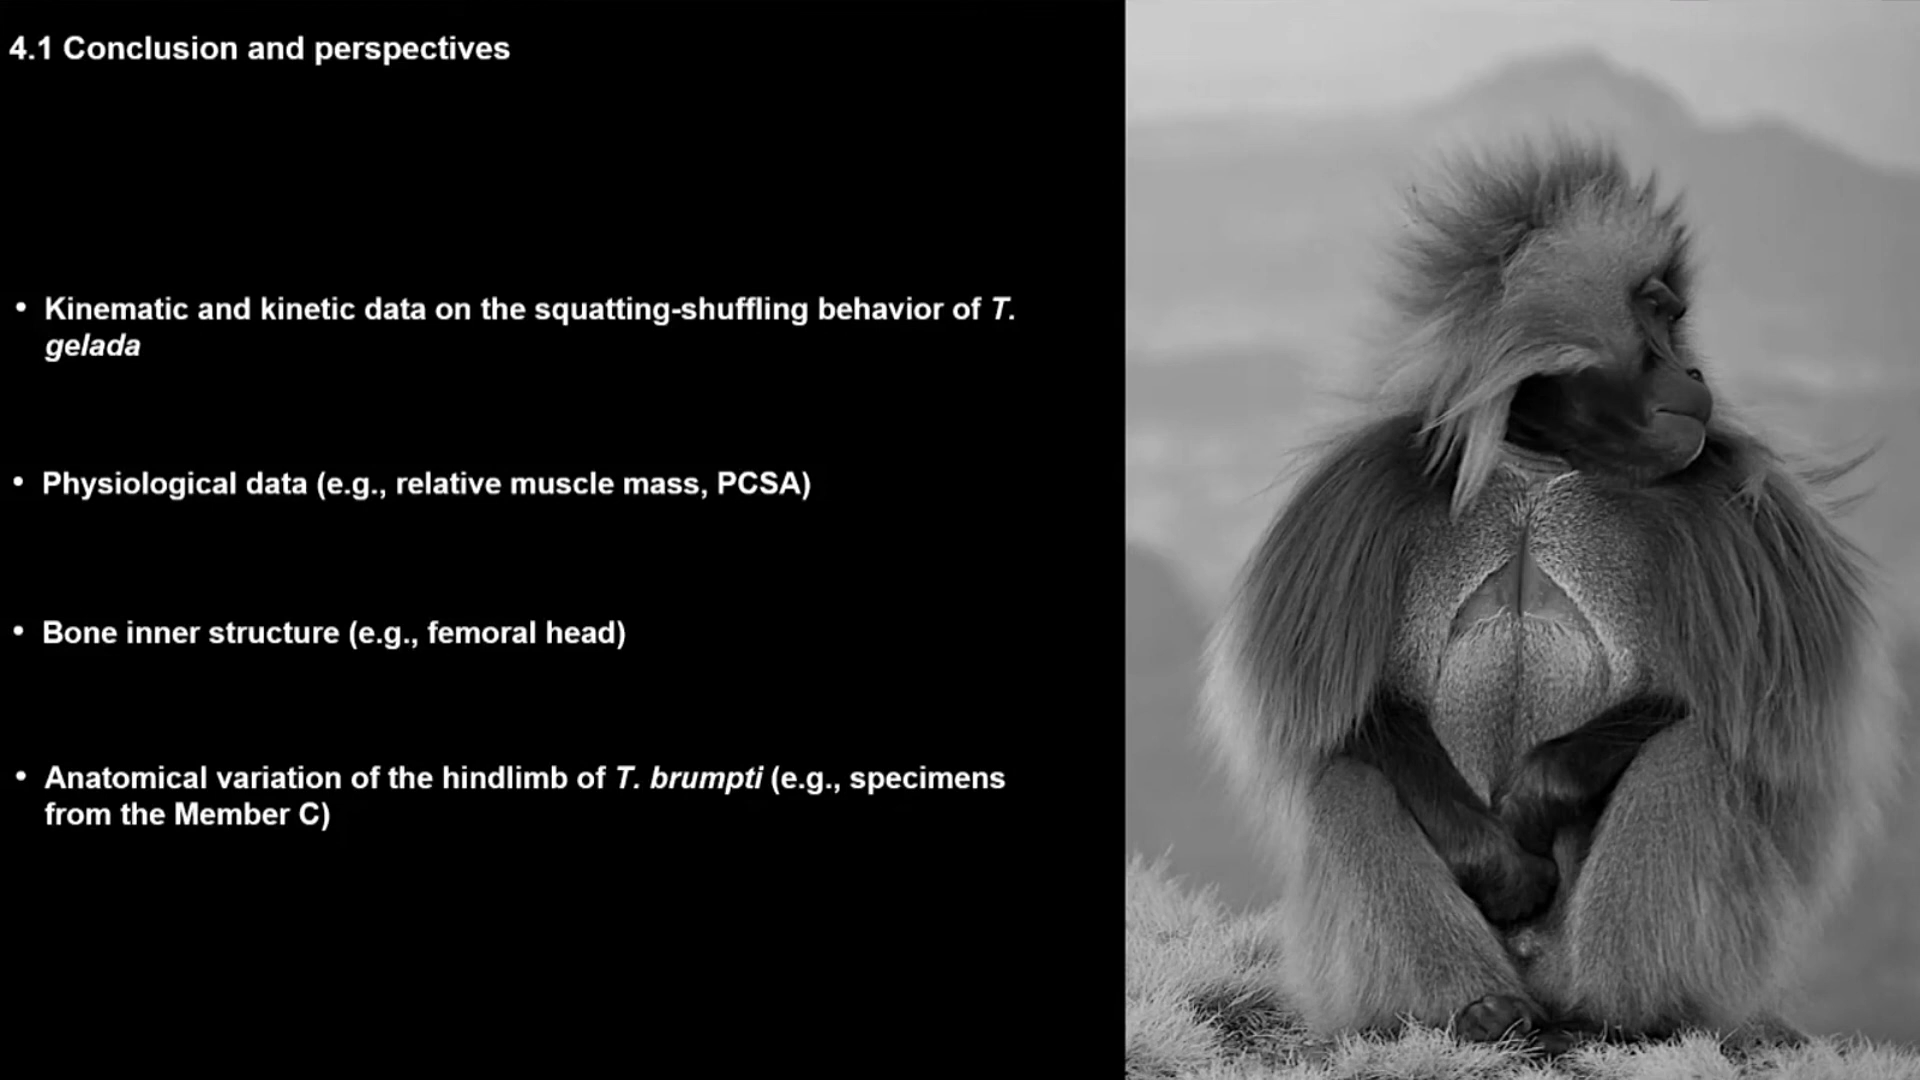 4.1 Conclusion and perspectives
• Kinematic and kinetic data on the squatting-shuffling behavior of T.
gelada
• Physiological data (e.g., relative muscle mass, PCSA)
• Bone inner structure (e.g., femoral head)
• Anatomical variation of the hindlimb of T. brumpti (e.g., specimens
from the Member C)